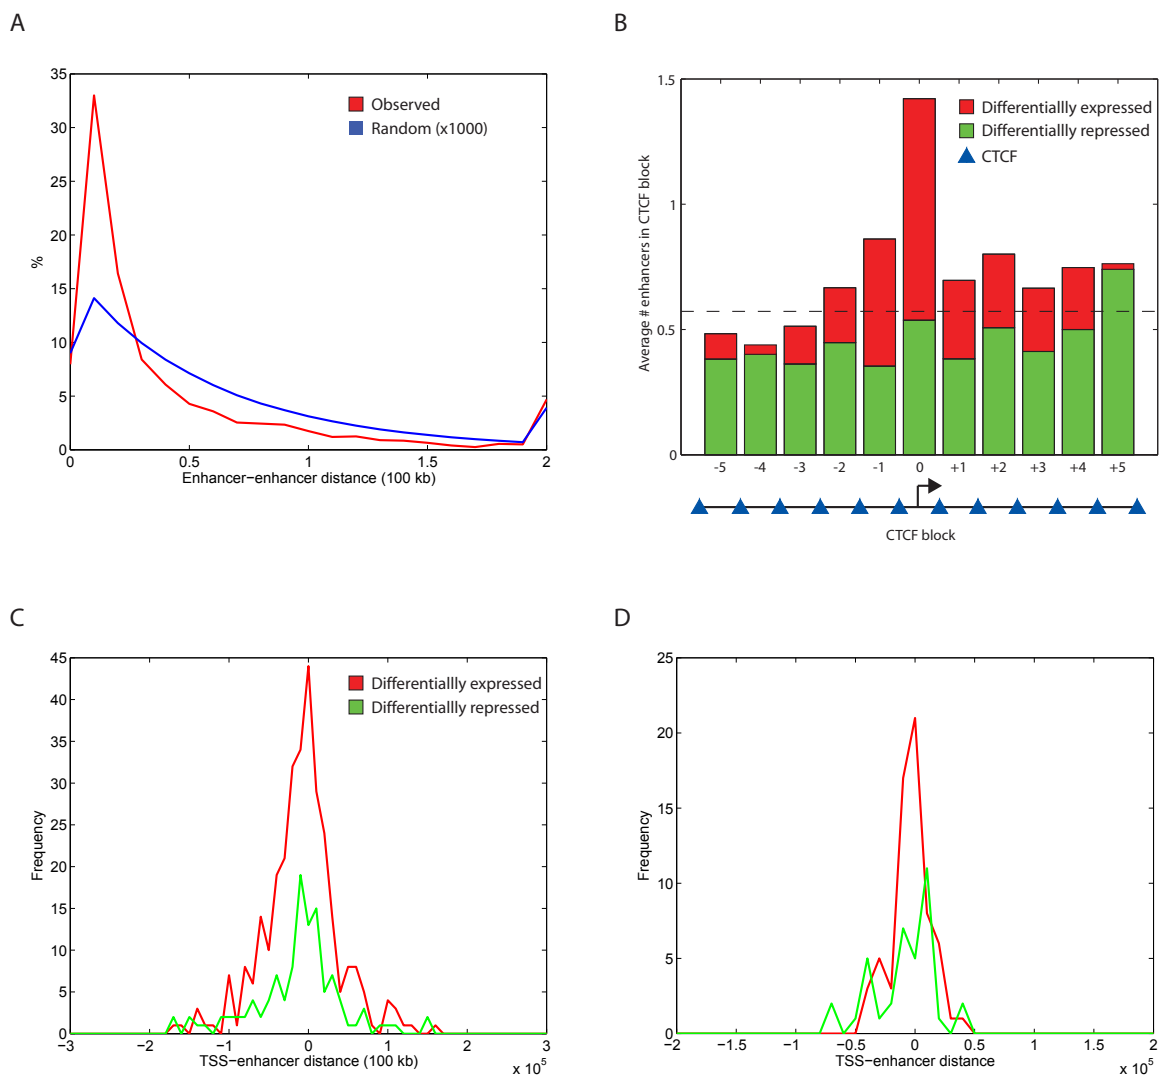 A
35
30
25
20
15
10
5
0
%
0 0.5 1 1.5 2
Enhancer−enhancer distance (100 kb)
Observed
Random (x1000)
B
1.5
1
0.5
0
Average # enhancers in CTCF block
Differentiallly expressed
Differentiallly repressed
CTCF
-5 -4 -3 -2 -1 0 +1 +2 +3 +4 +5
CTCF block
C
45
40
35
30
25
20
15
10
5
0
Frequency
Differentiallly expressed
Differentiallly repressed
−3 −2 −1 0 1 2 3
TSS−enhancer distance (100 kb)
x 10^5
D
25
20
15
10
5
0
Frequency
−2 −1.5 −1 −0.5 0 0.5 1 1.5 2
TSS−enhancer distance
x 10^5